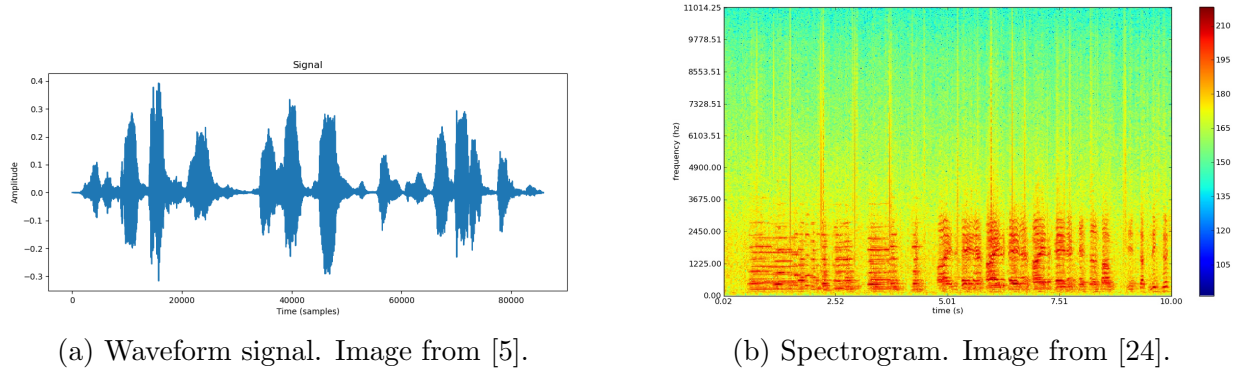 Signal
0.4
0.3
0.2
0.1
0.0
−0.1
−0.2
−0.3
Amplitude
0 20000 40000 60000 80000
Time (samples)
(a) Waveform signal. Image from [5].
11014.25
9778.51
8553.51
7328.51
6103.51
4900.00
3675.00
2450.00
1225.00
0.00
frequency (hz)
0.02 2.52 5.01 7.51 10.00
time (s)
210
195
180
165
150
135
120
105
(b) Spectrogram. Image from [24].